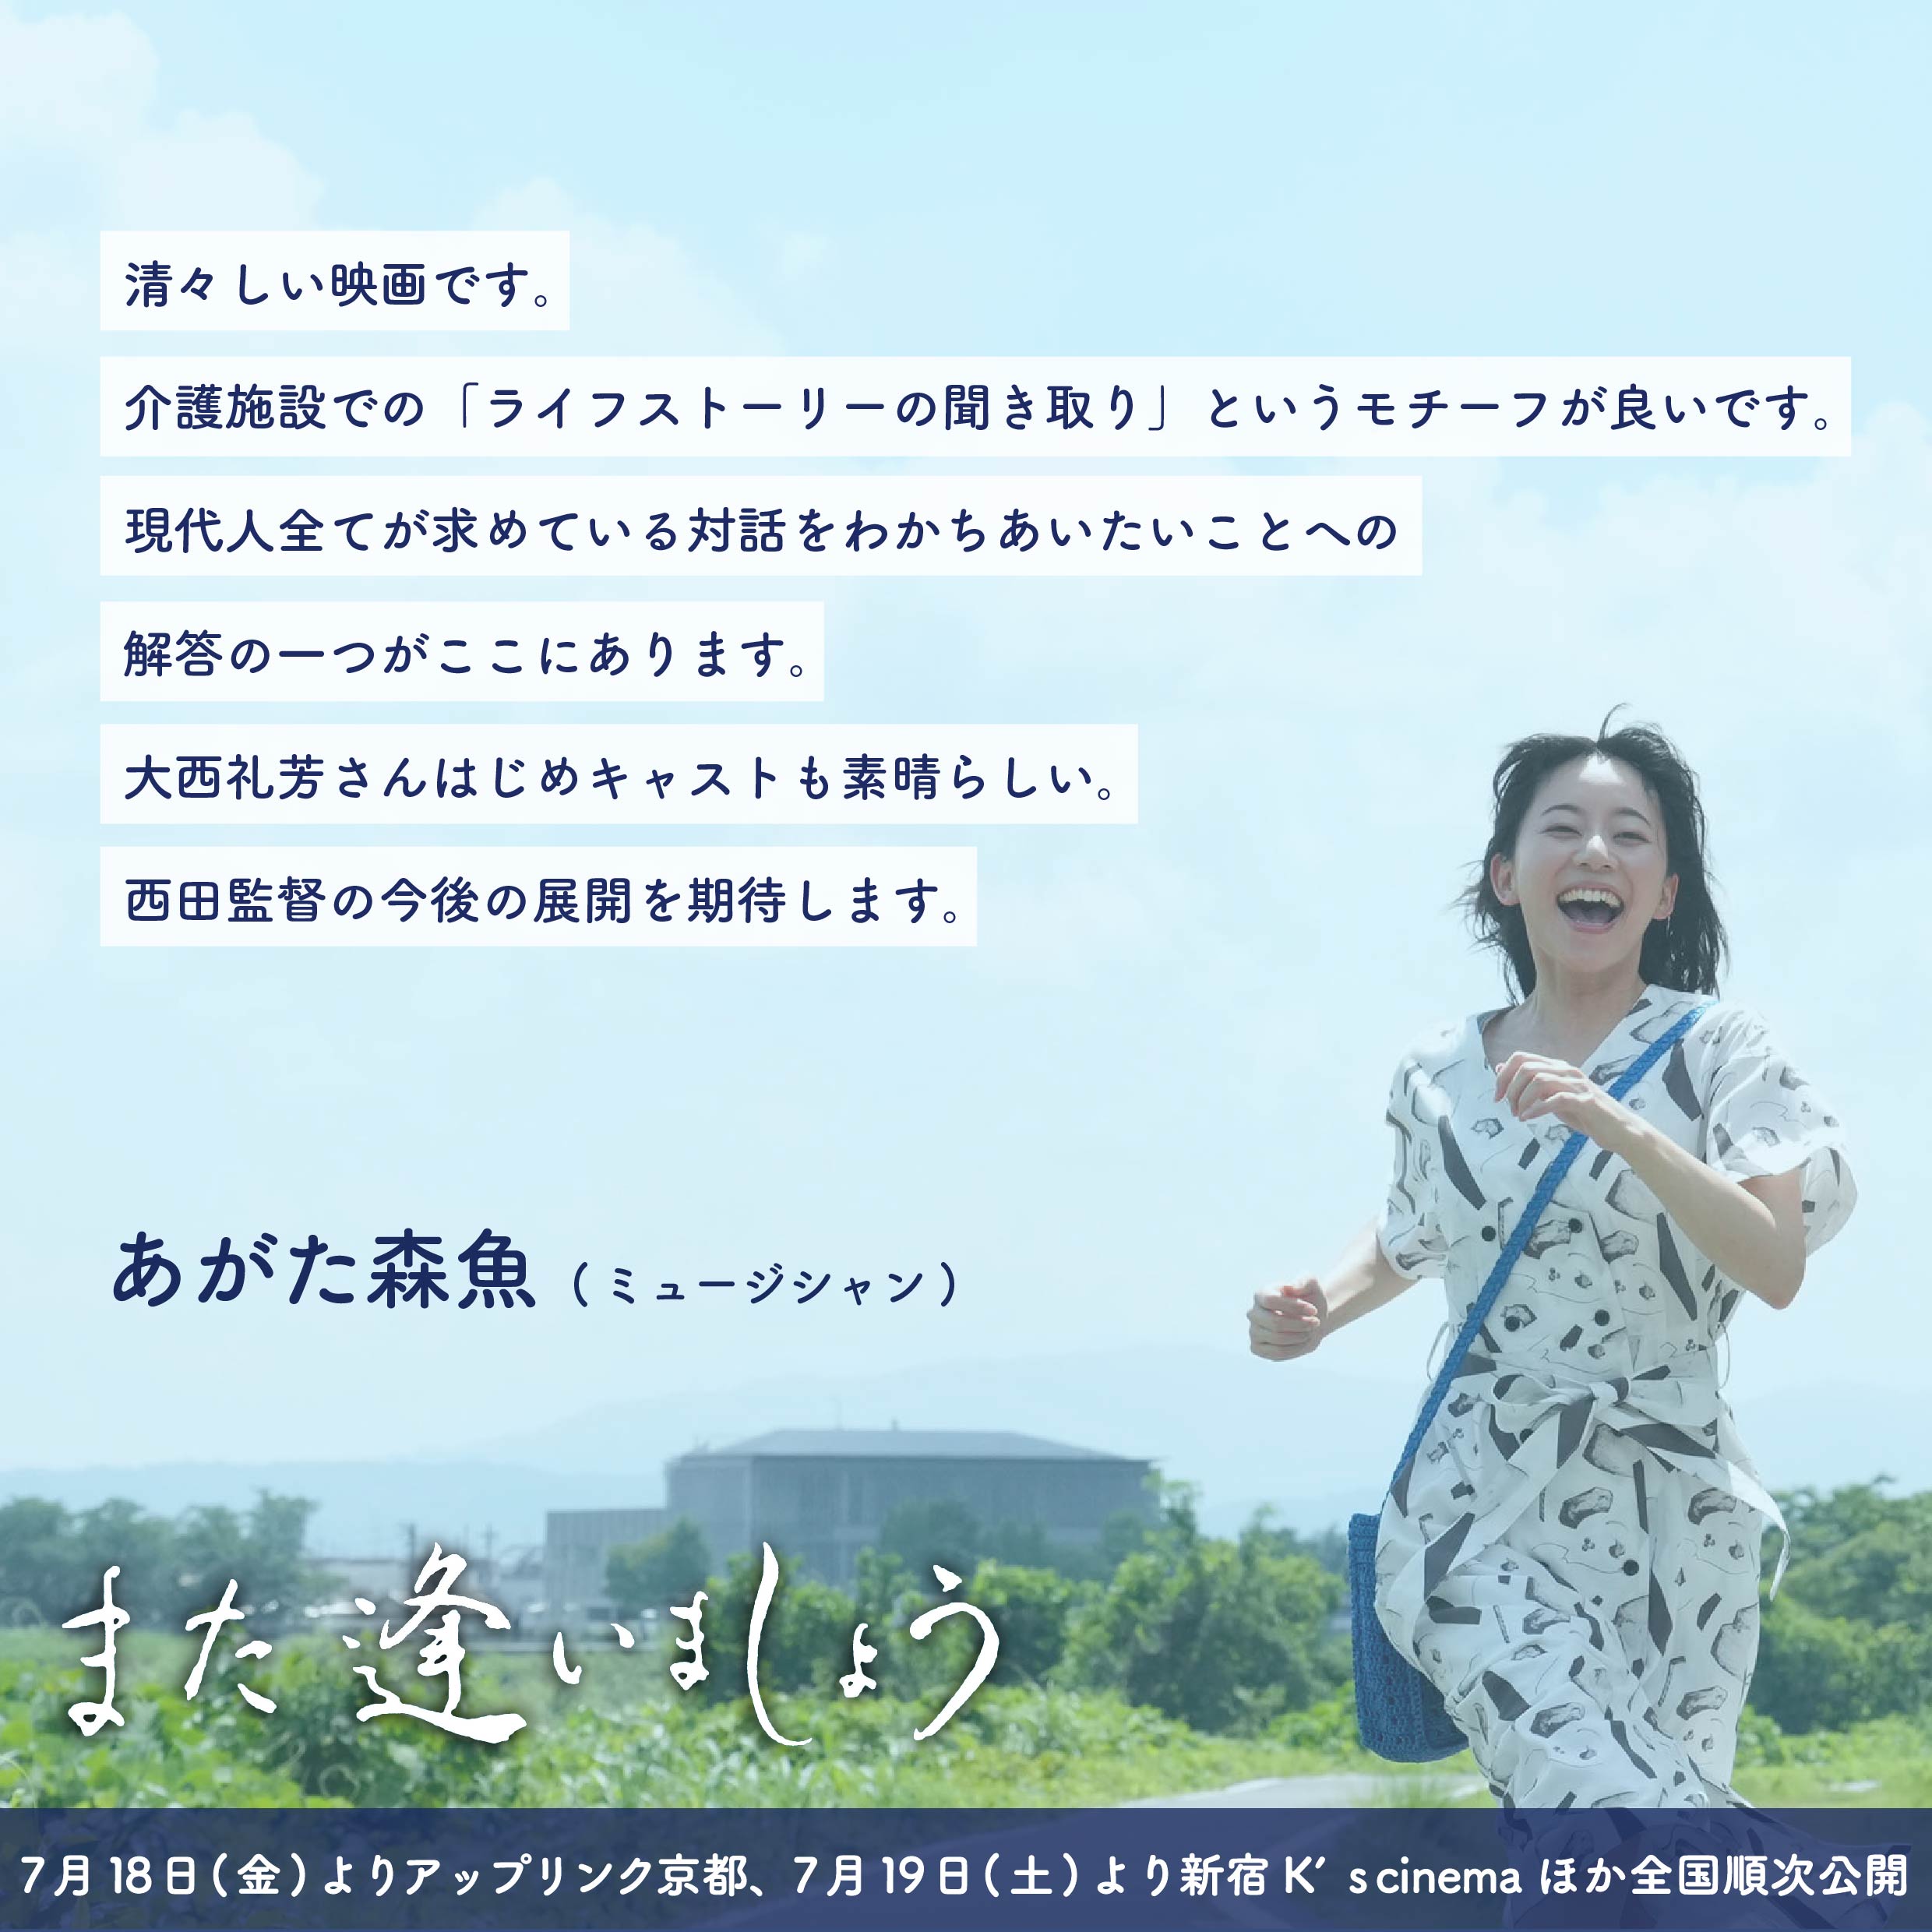 清々しい映画です。
介護施設での「ライフストーリーの聞き取り」というモチーフが良いです。
現代人全てが求めている対話をわかちあいたいことへの
解答の一つがここにあります。
大西礼芳さんはじめキャストも素晴らしい。
西田監督の今後の展開を期待します。
あがた森魚（ミュージシャン）
また逢いましょう
7月18日(金)よりアップリンク京都、7月19日(土)より新宿K's cinemaほか全国順次公開